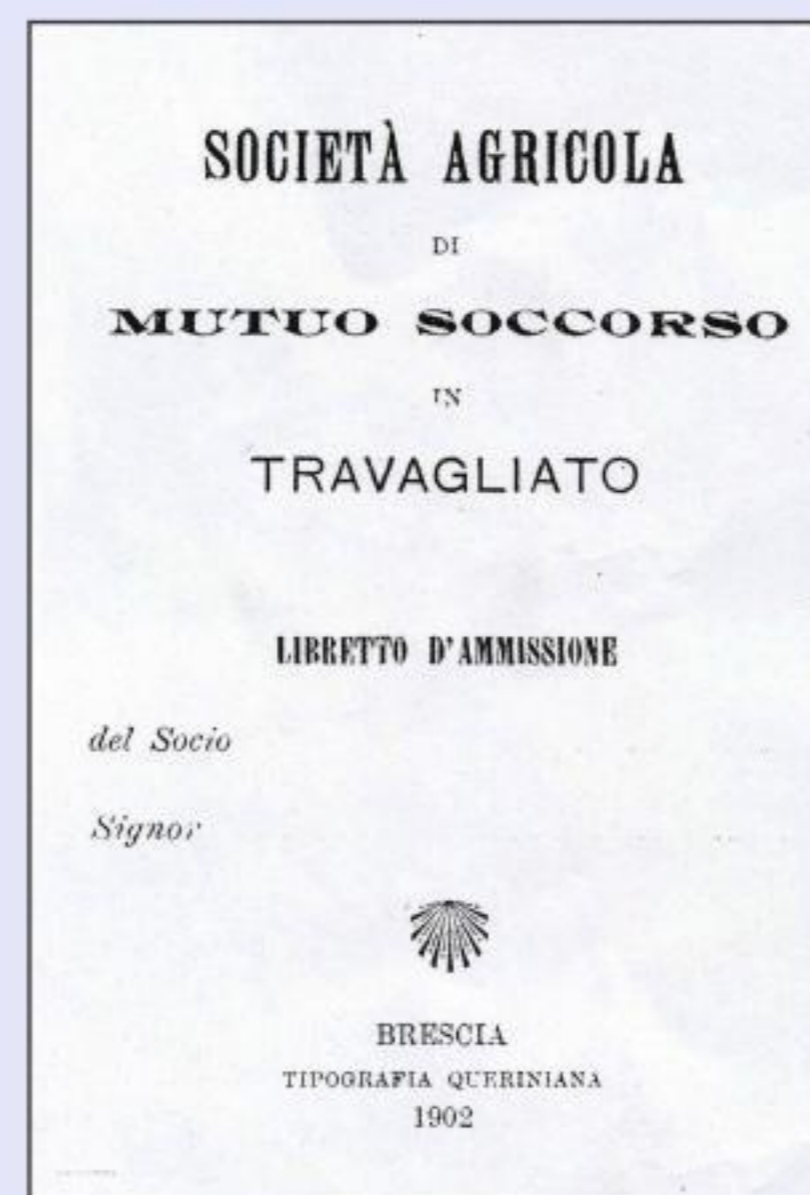 SOCIETÀ AGRICOLA
DI
MUTUO SOCCORSO
IN
TRAVAGLIATO
LIBRETTO D'AMMISSIONE
del Socio
Signor
BRESCIA
TIPOGRAFIA QUERINIANA
1902